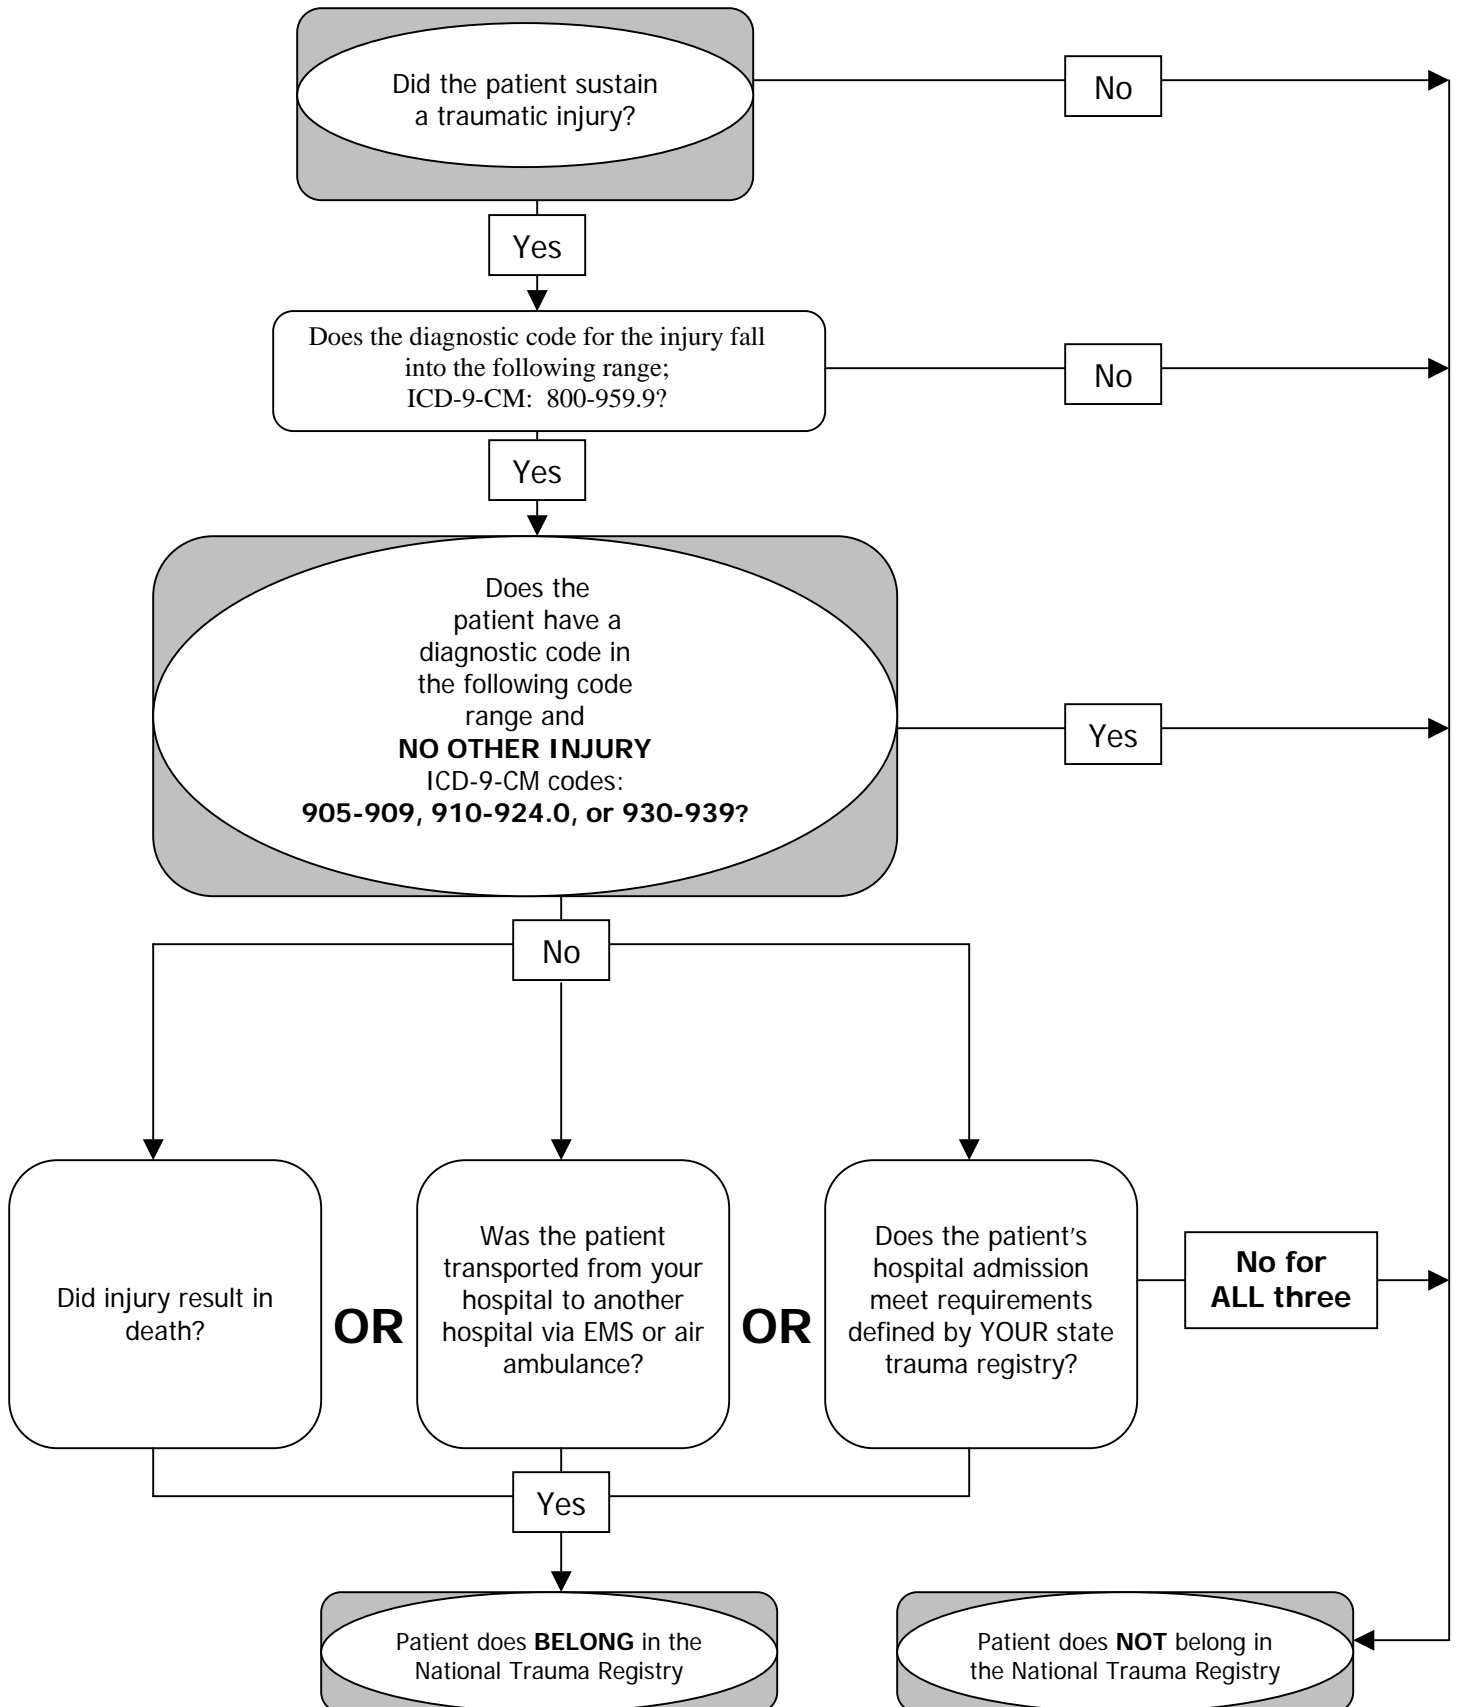 Did the patient sustain
a traumatic injury?
No
Yes
Does the diagnostic code for the injury fall
into the following range;
ICD-9-CM:  800-959.9?
No
Yes
Does the
patient have a
diagnostic code in
the following code
range and
NO OTHER INJURY
ICD-9-CM codes:
905-909, 910-924.0, or 930-939?
Yes
No
Did injury result in
death?
OR
Was the patient
transported from your
hospital to another
hospital via EMS or air
ambulance?
OR
Does the patient’s
hospital admission
meet requirements
defined by YOUR state
trauma registry?
No for
ALL three
Yes
Patient does BELONG in the
National Trauma Registry
Patient does NOT belong in
the National Trauma Registry